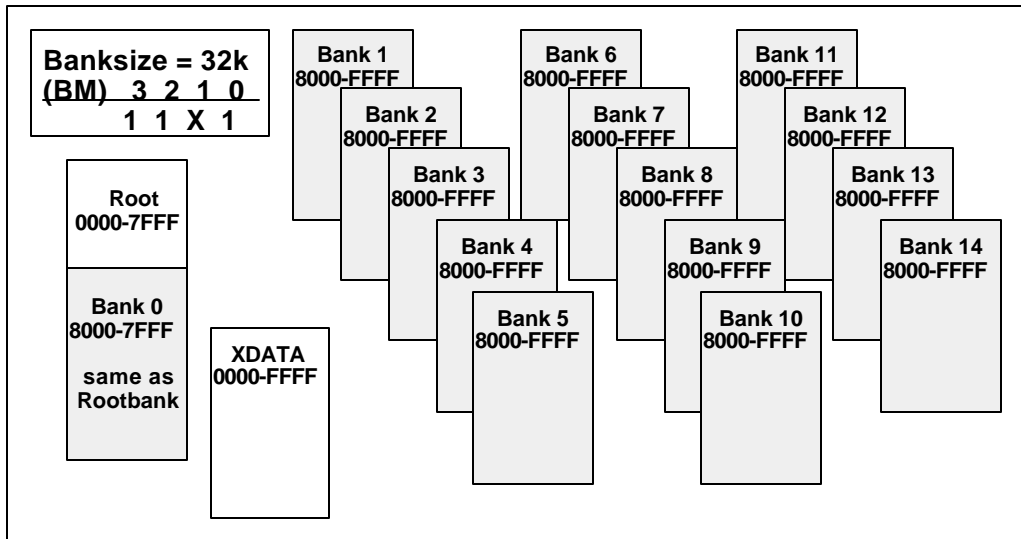 Banksize = 32k
(BM) 3 2 1 0
1 1 X 1
Root
0000-7FFF
Bank 0
8000-7FFF
same as
Rootbank
XDATA
0000-FFFF
Bank 1
8000-FFFF
Bank 2
8000-FFFF
Bank 3
8000-FFFF
Bank 4
8000-FFFF
Bank 5
8000-FFFF
Bank 6
8000-FFFF
Bank 7
8000-FFFF
Bank 8
8000-FFFF
Bank 9
8000-FFFF
Bank 10
8000-FFFF
Bank 11
8000-FFFF
Bank 12
8000-FFFF
Bank 13
8000-FFFF
Bank 14
8000-FFFF